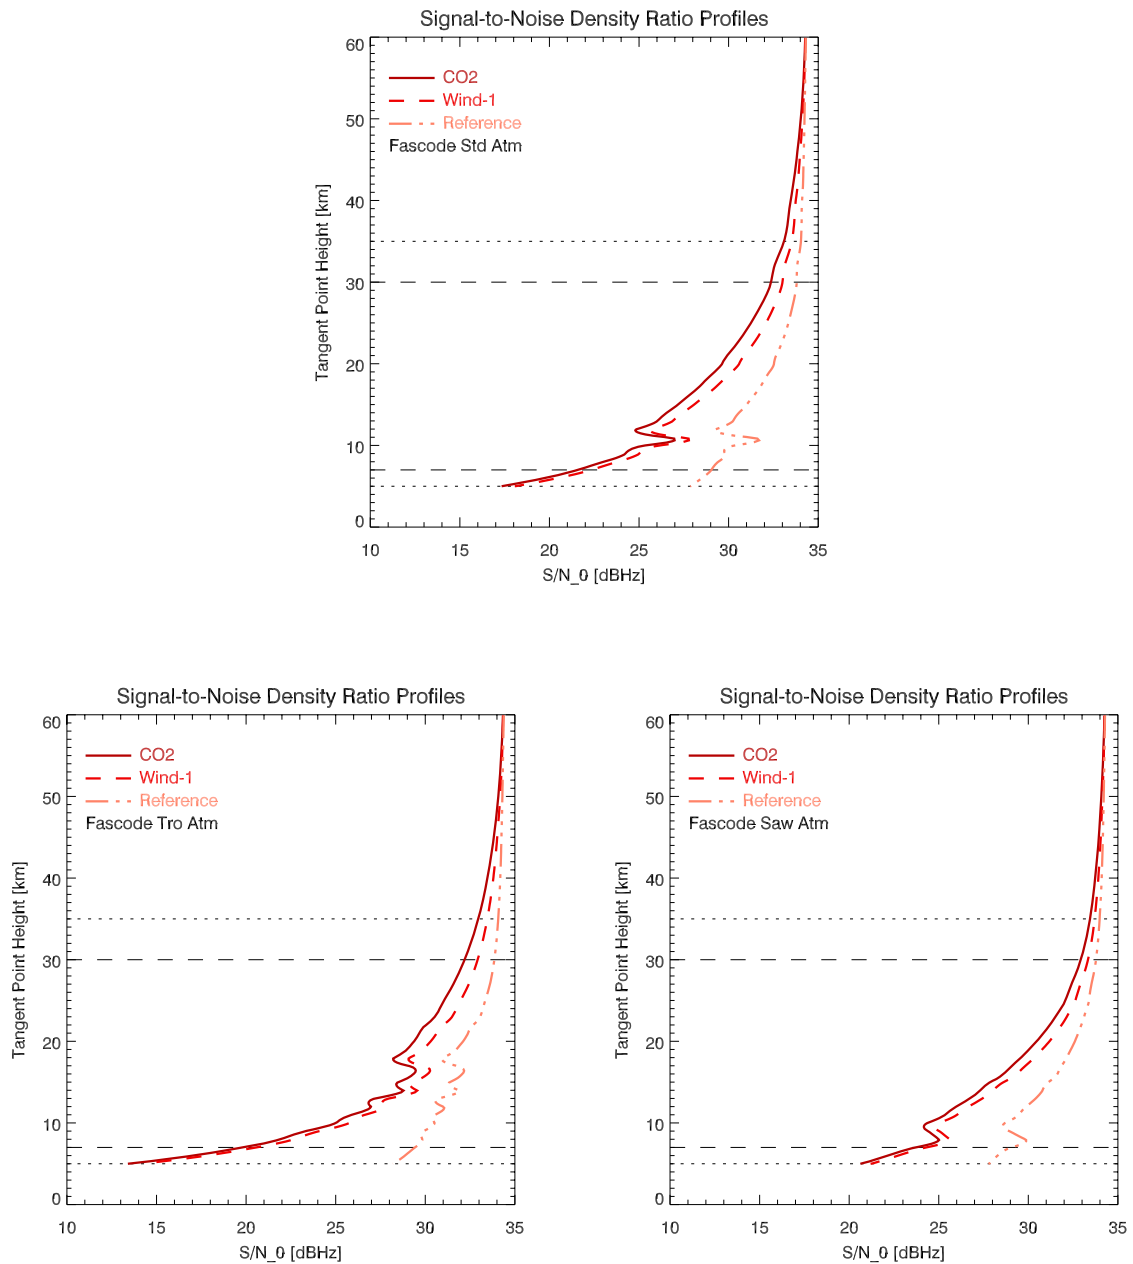 Signal-to-Noise Density Ratio Profiles
60
CO2
Wind-1
Reference
Fascode Std Atm
50
40
30
20
10
0
Tangent Point Height [km]
10 15 20 25 30 35
S/N_0 [dBHz]
Signal-to-Noise Density Ratio Profiles
60
CO2
Wind-1
Reference
Fascode Tro Atm
50
40
30
20
10
0
Tangent Point Height [km]
10 15 20 25 30 35
S/N_0 [dBHz]
Signal-to-Noise Density Ratio Profiles
60
CO2
Wind-1
Reference
Fascode Saw Atm
50
40
30
20
10
0
Tangent Point Height [km]
10 15 20 25 30 35
S/N_0 [dBHz]